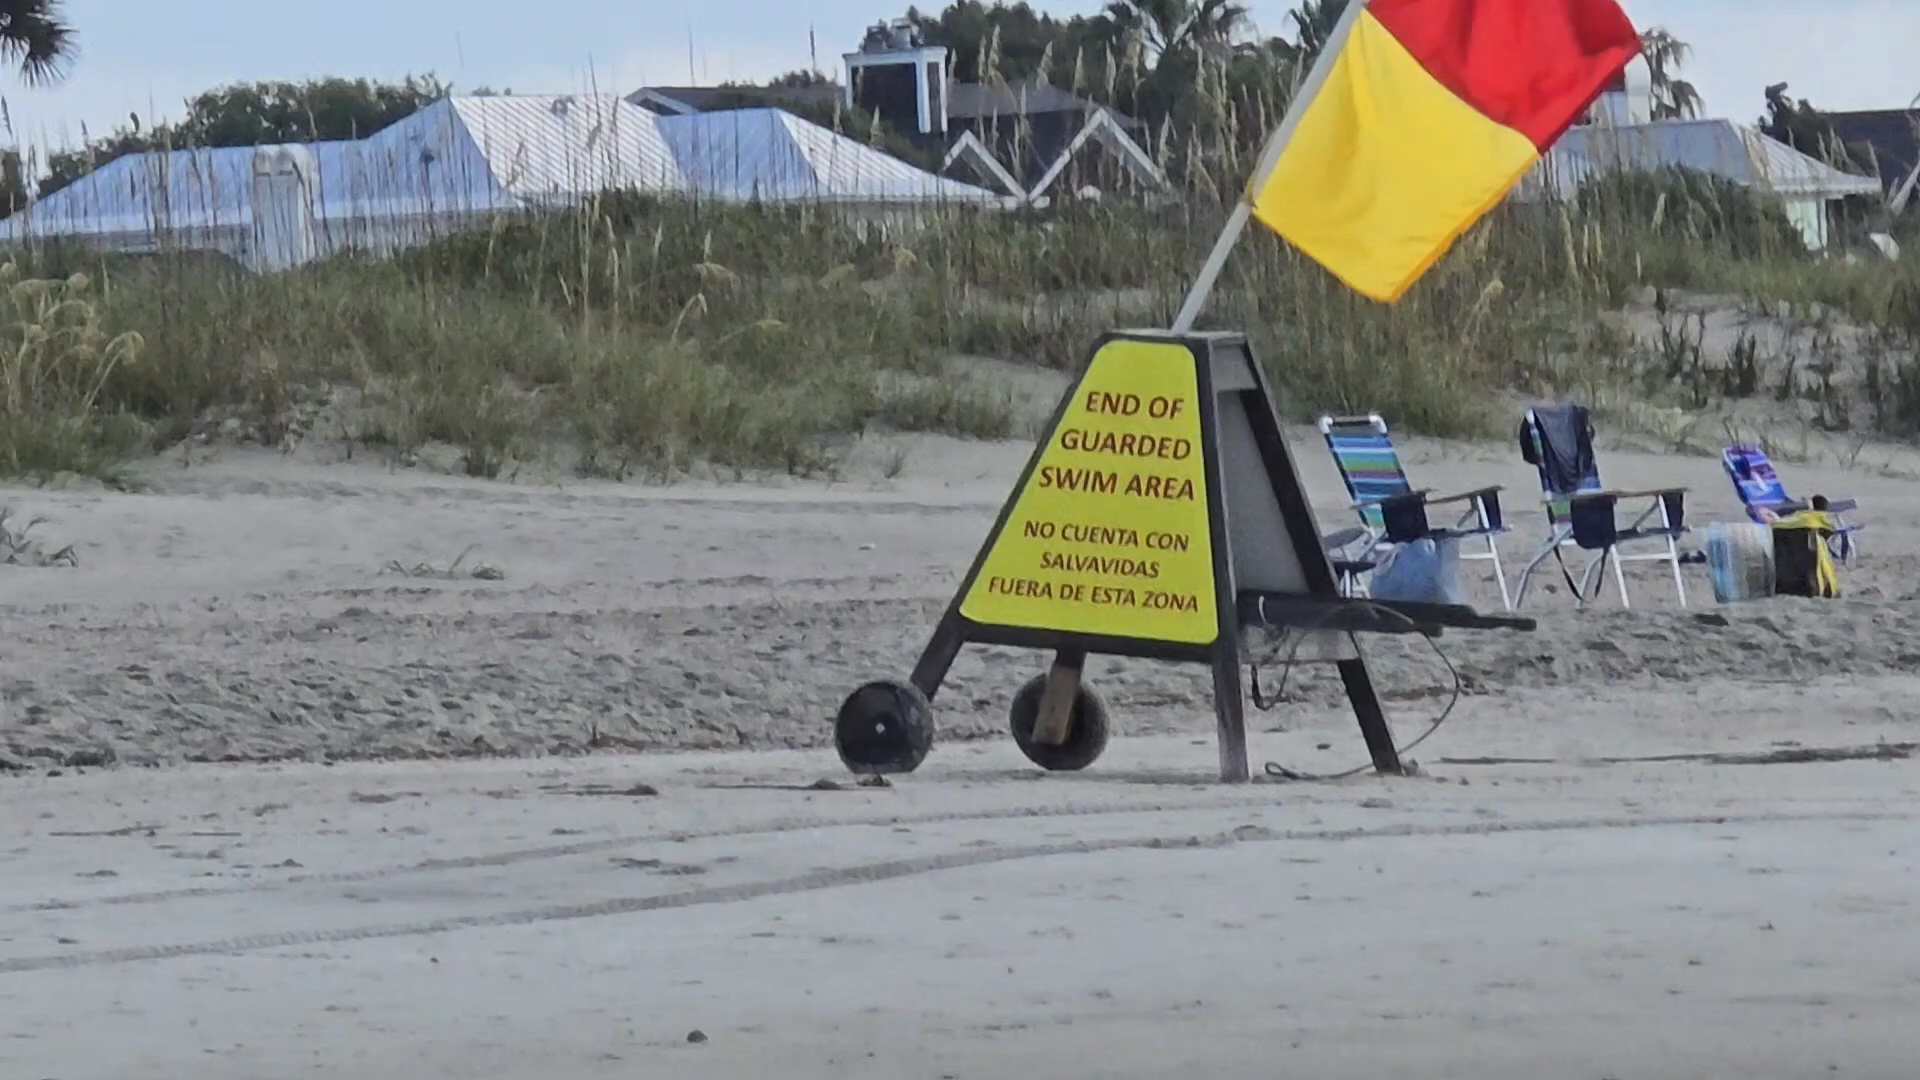 END OF
GUARDED
SWIM AREA
NO CUENTA CON
SALVAVIDAS
FUERA DE ESTA ZONA